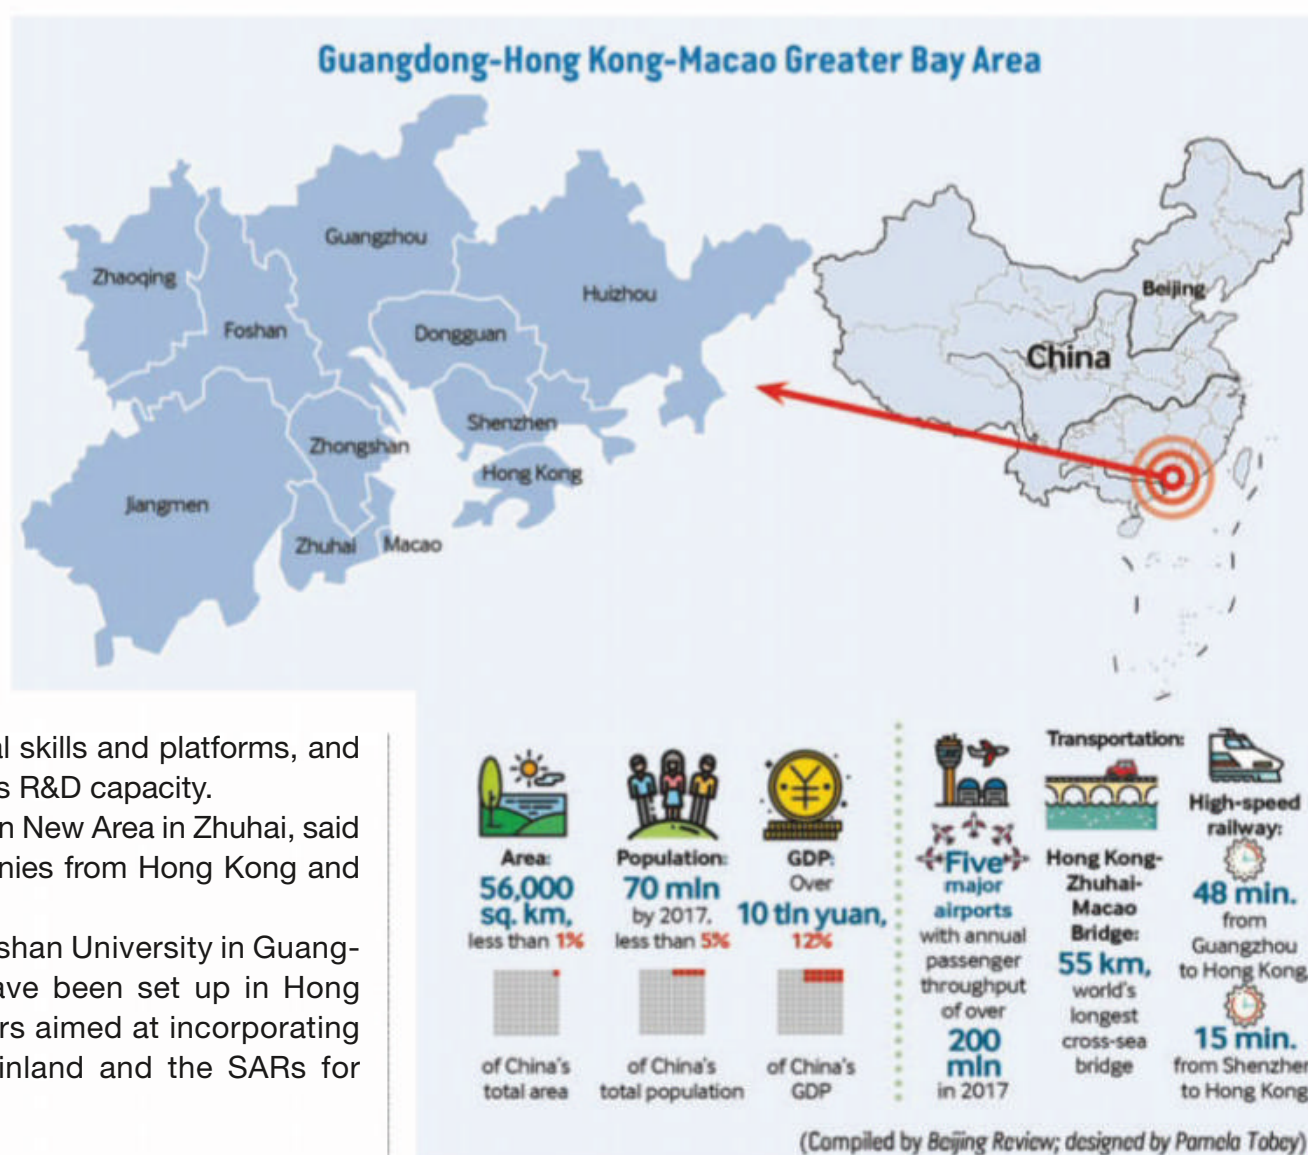 Guangdong-Hong Kong-Macao Greater Bay Area
Guangzhou
Zhaoqing
Huizhou
Foshan
Dongguan
Shenzhen
Zhongshan
Hong Kong
Jiangmen
Zhuhai
Macao
Beijing
China
l skills and platforms, and
s R&D capacity.
n New Area in Zhuhai, said
nies from Hong Kong and
shan University in Guang-
ave been set up in Hong
rs aimed at incorporating
inland and the SARs for
Area:
56,000
sq. km,
less than 1%
of China's
total area
Population:
70 mln
by 2017,
less than 5%
of China's
total population
GDP:
Over
10 tln yuan,
12%
of China's
GDP
Five
major
airports
with annual
passenger
throughput
of over
200
mln
in 2017
Transportation:
Hong Kong-
Zhuhai-
Macao
Bridge:
55 km,
world's
longest
cross-sea
bridge
High-speed
railway:
48 min.
from
Guangzhou
to Hong Kong,
15 min.
from Shenzhen
to Hong Kong
(Compiled by Beijing Review; designed by Pamela Tobey)